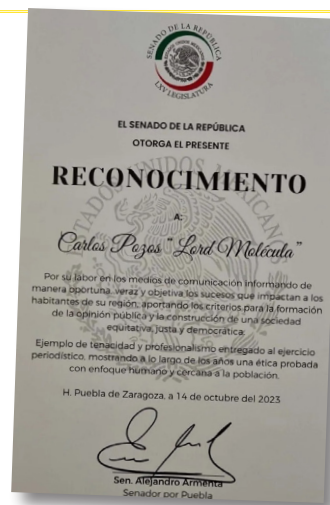 SENADO DE LA REPÚBLICA
LXV LEGISLATURA
EL SENADO DE LA REPÚBLICA
OTORGA EL PRESENTE
RECONOCIMIENTO
A:
Carlos Pozos "Lord Molécula"
Por su labor en los medios de comunicación informando de
manera oportuna, veraz y objetiva los sucesos que impactan a los
habitantes de su región; aportando los criterios para la formación
de la opinión pública y la construcción de una sociedad
equitativa, justa y democrática.
Ejemplo de tenacidad y profesionalismo entregado al ejercicio
periodístico, mostrando a lo largo de los años una ética probada
con enfoque humano y cercana a la población.
H. Puebla de Zaragoza, a 14 de octubre del 2023
Sen. Alejandro Armenta
Senador por Puebla
ESTADOS UNIDOS MEXICANOS